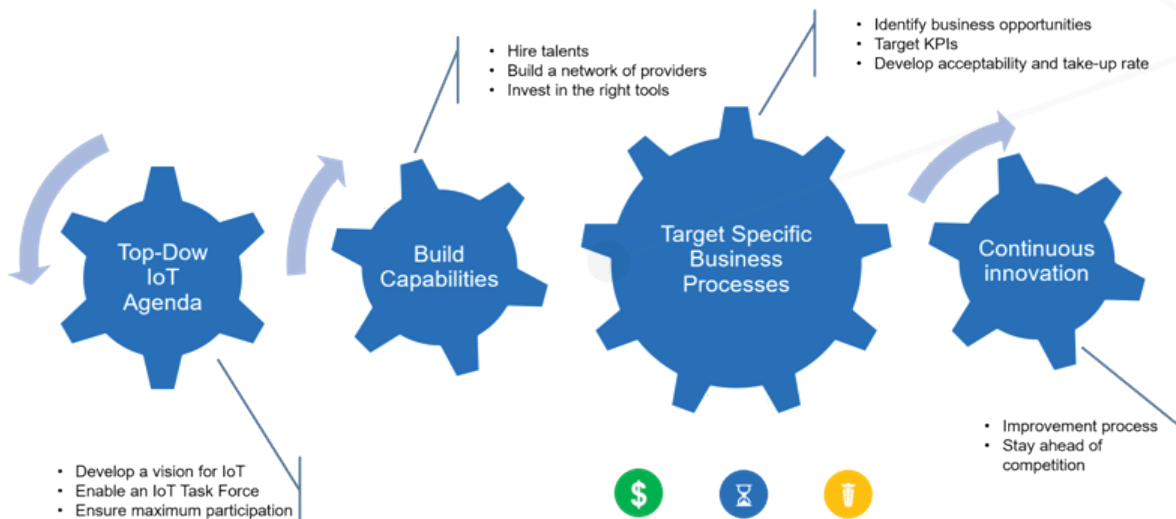 Top-Dow
IoT
Agenda
• Develop a vision for IoT
• Enable an IoT Task Force
• Ensure maximum participation
Build
Capabilities
• Hire talents
• Build a network of providers
• Invest in the right tools
Target Specific
Business
Processes
• Identify business opportunities
• Target KPIs
• Develop acceptability and take-up rate
Continuous
innovation
• Improvement process
• Stay ahead of
competition
$